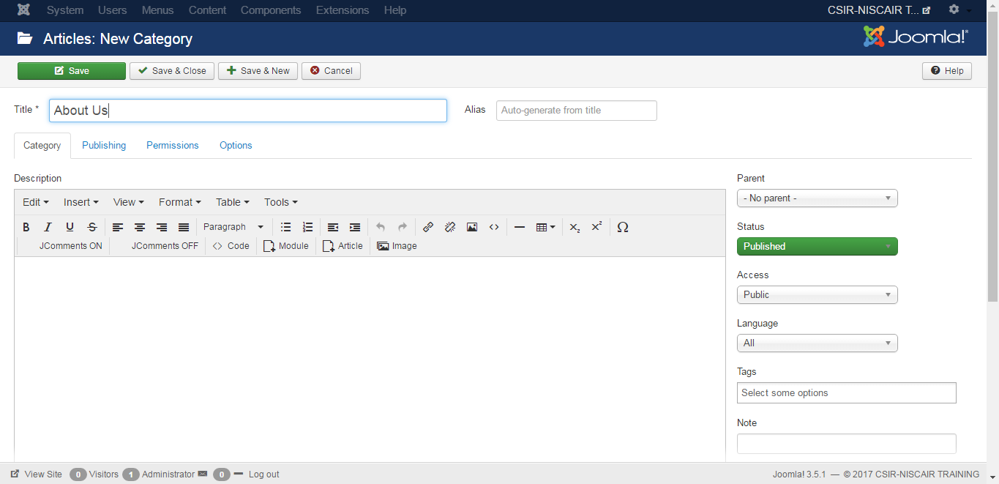 System Users Menus Content Components Extensions Help CSIR-NISCAIR T...
Articles: New Category Joomla!®
Save Save & Close Save & New Cancel Help
Title * About Us Alias Auto-generate from title
Category Publishing Permissions Options
Description
Parent
Edit Insert View Format Table Tools
- No parent -
B I U S Paragraph X₂ X² Ω
Status
JComments ON JComments OFF Code Module Article Image
Published
Access
Public
Language
All
Tags
Select some options
Note
View Site 0 Visitors 1 Administrator 0 Log out Joomla! 3.5.1 — © 2017 CSIR-NISCAIR TRAINING